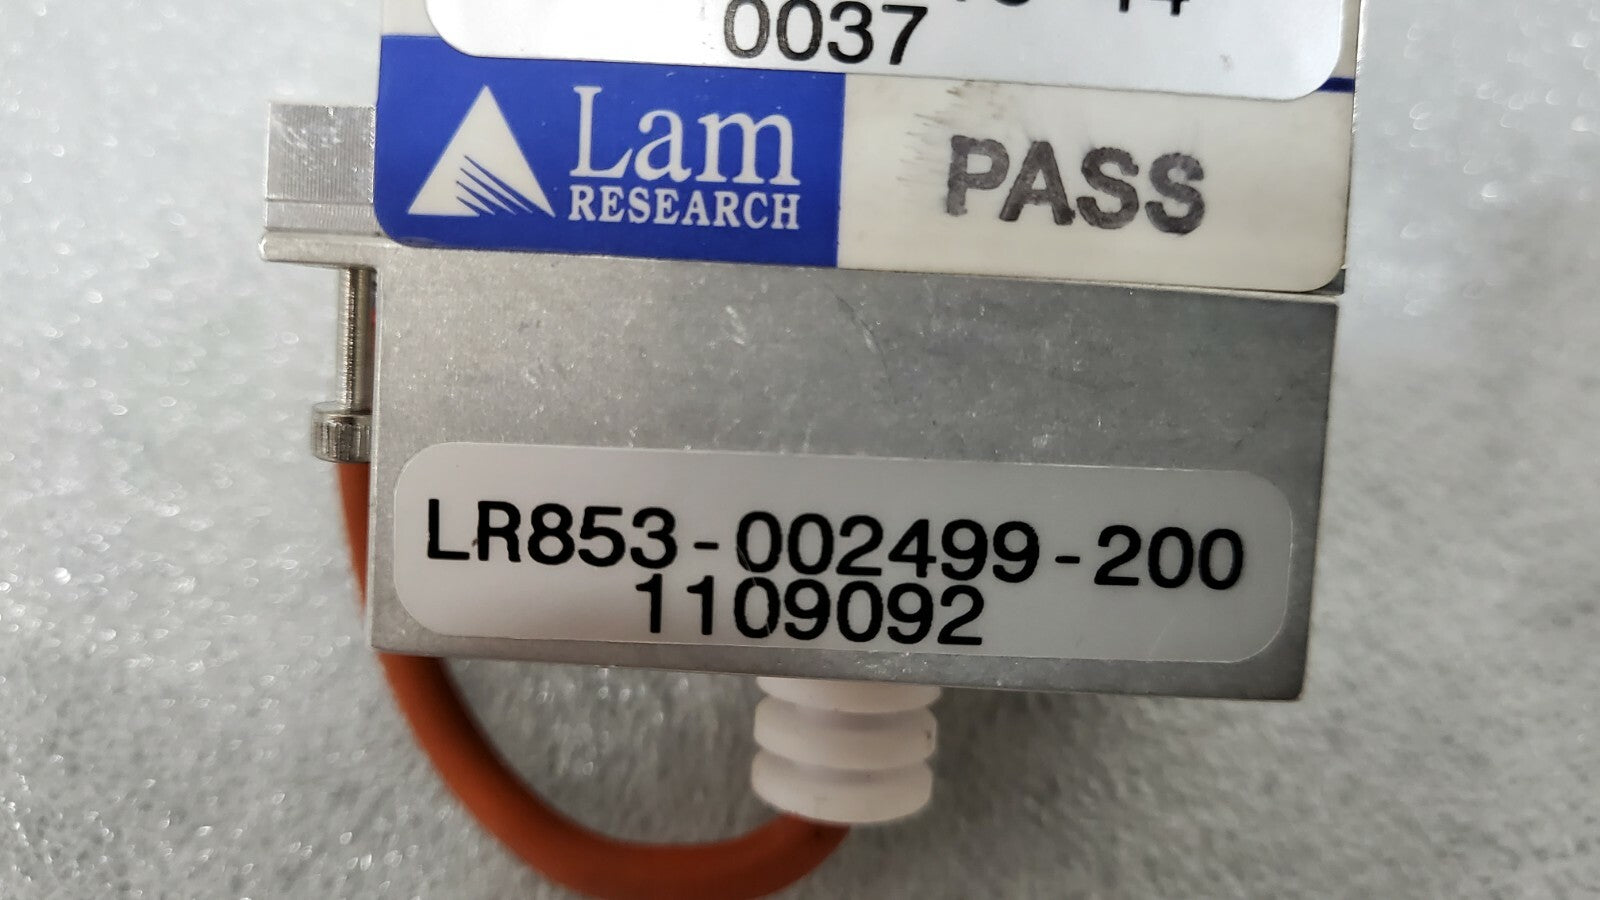 0037
Lam
RESEARCH
PASS
LR853-002499-200
1109092